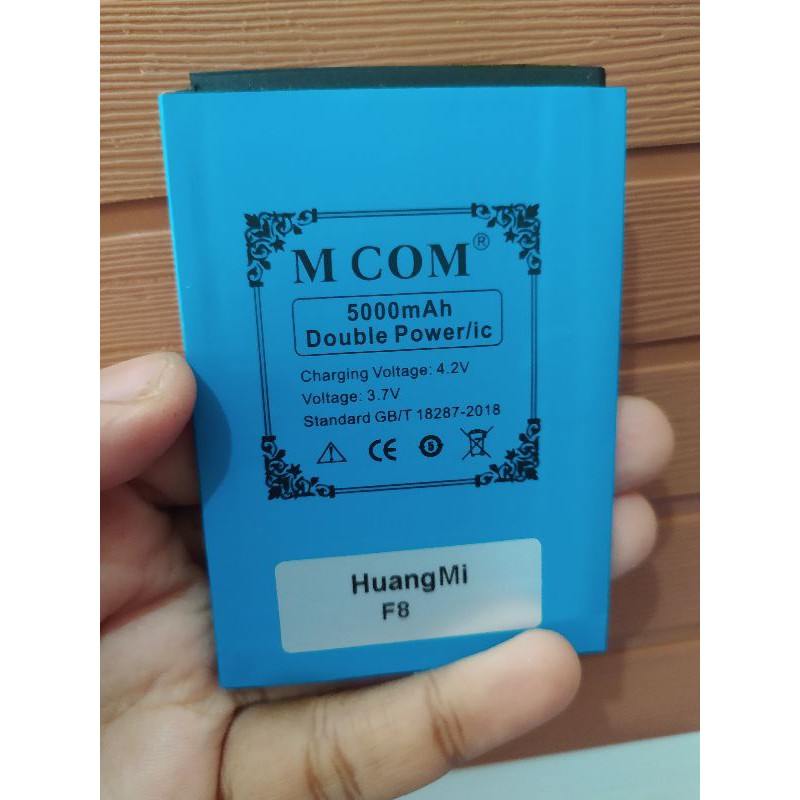 M COM®
5000mAh
Double Power/ic
Charging Voltage: 4.2V
Voltage: 3.7V
Standard GB/T 18287-2018
CE
HuangMi
F8